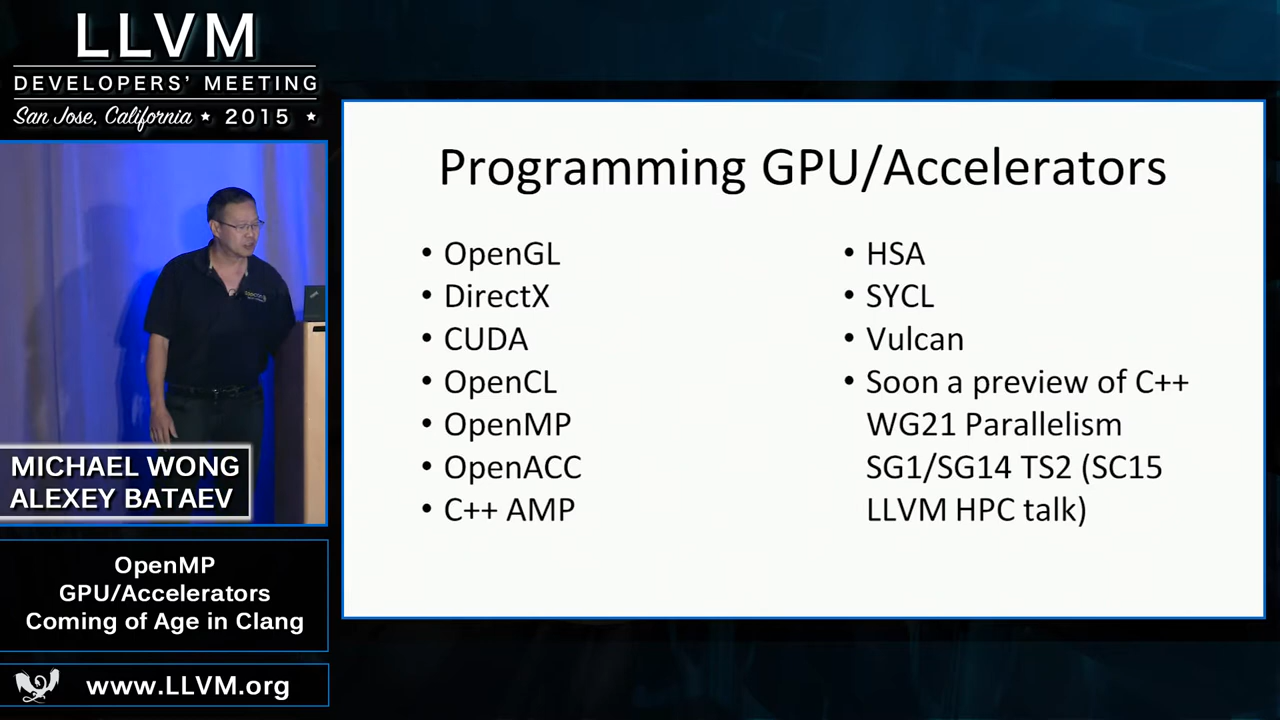 LLVM
DEVELOPERS' MEETING
San Jose, California ★ 2015 ★
MICHAEL WONG
ALEXEY BATAEV
OpenMP
GPU/Accelerators
Coming of Age in Clang
www.LLVM.org
Programming GPU/Accelerators
• OpenGL
• DirectX
• CUDA
• OpenCL
• OpenMP
• OpenACC
• C++ AMP
• HSA
• SYCL
• Vulcan
• Soon a preview of C++
WG21 Parallelism
SG1/SG14 TS2 (SC15
LLVM HPC talk)